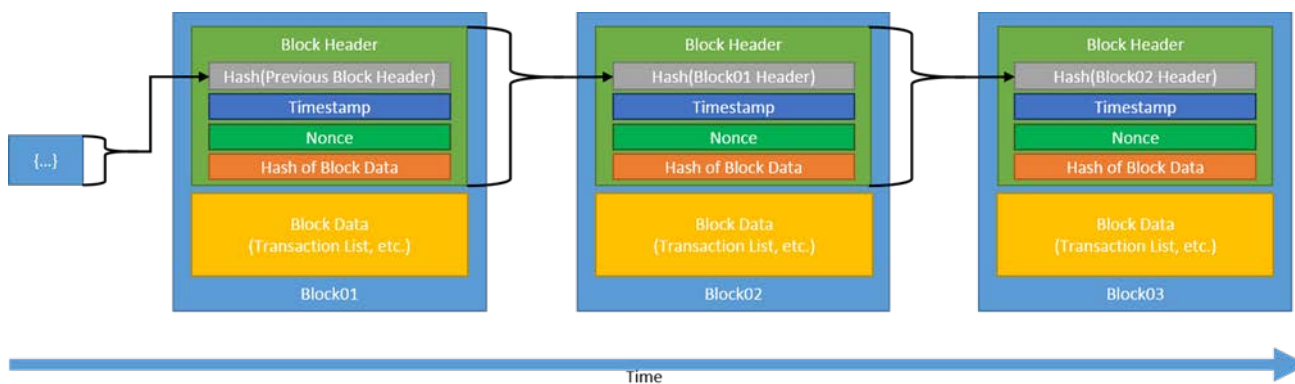 {...}
Block Header
Hash(Previous Block Header)
Timestamp
Nonce
Hash of Block Data
Block Data
(Transaction List, etc.)
Block01
Block Header
Hash(Block01 Header)
Timestamp
Nonce
Hash of Block Data
Block Data
(Transaction List, etc.)
Block02
Block Header
Hash(Block02 Header)
Timestamp
Nonce
Hash of Block Data
Block Data
(Transaction List, etc.)
Block03
Time